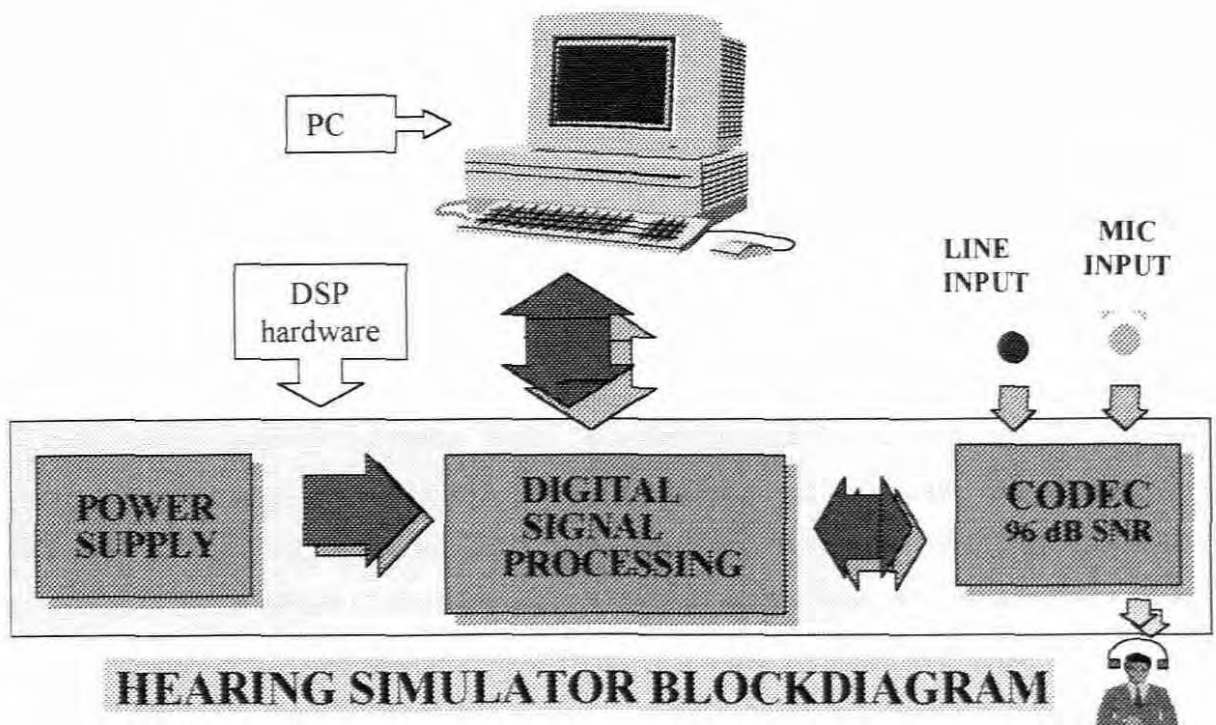 PC
LINE
INPUT
MIC
INPUT
DSP
hardware
POWER
SUPPLY
DIGITAL
SIGNAL
PROCESSING
CODEC
96 dB SNR
HEARING SIMULATOR BLOCKDIAGRAM